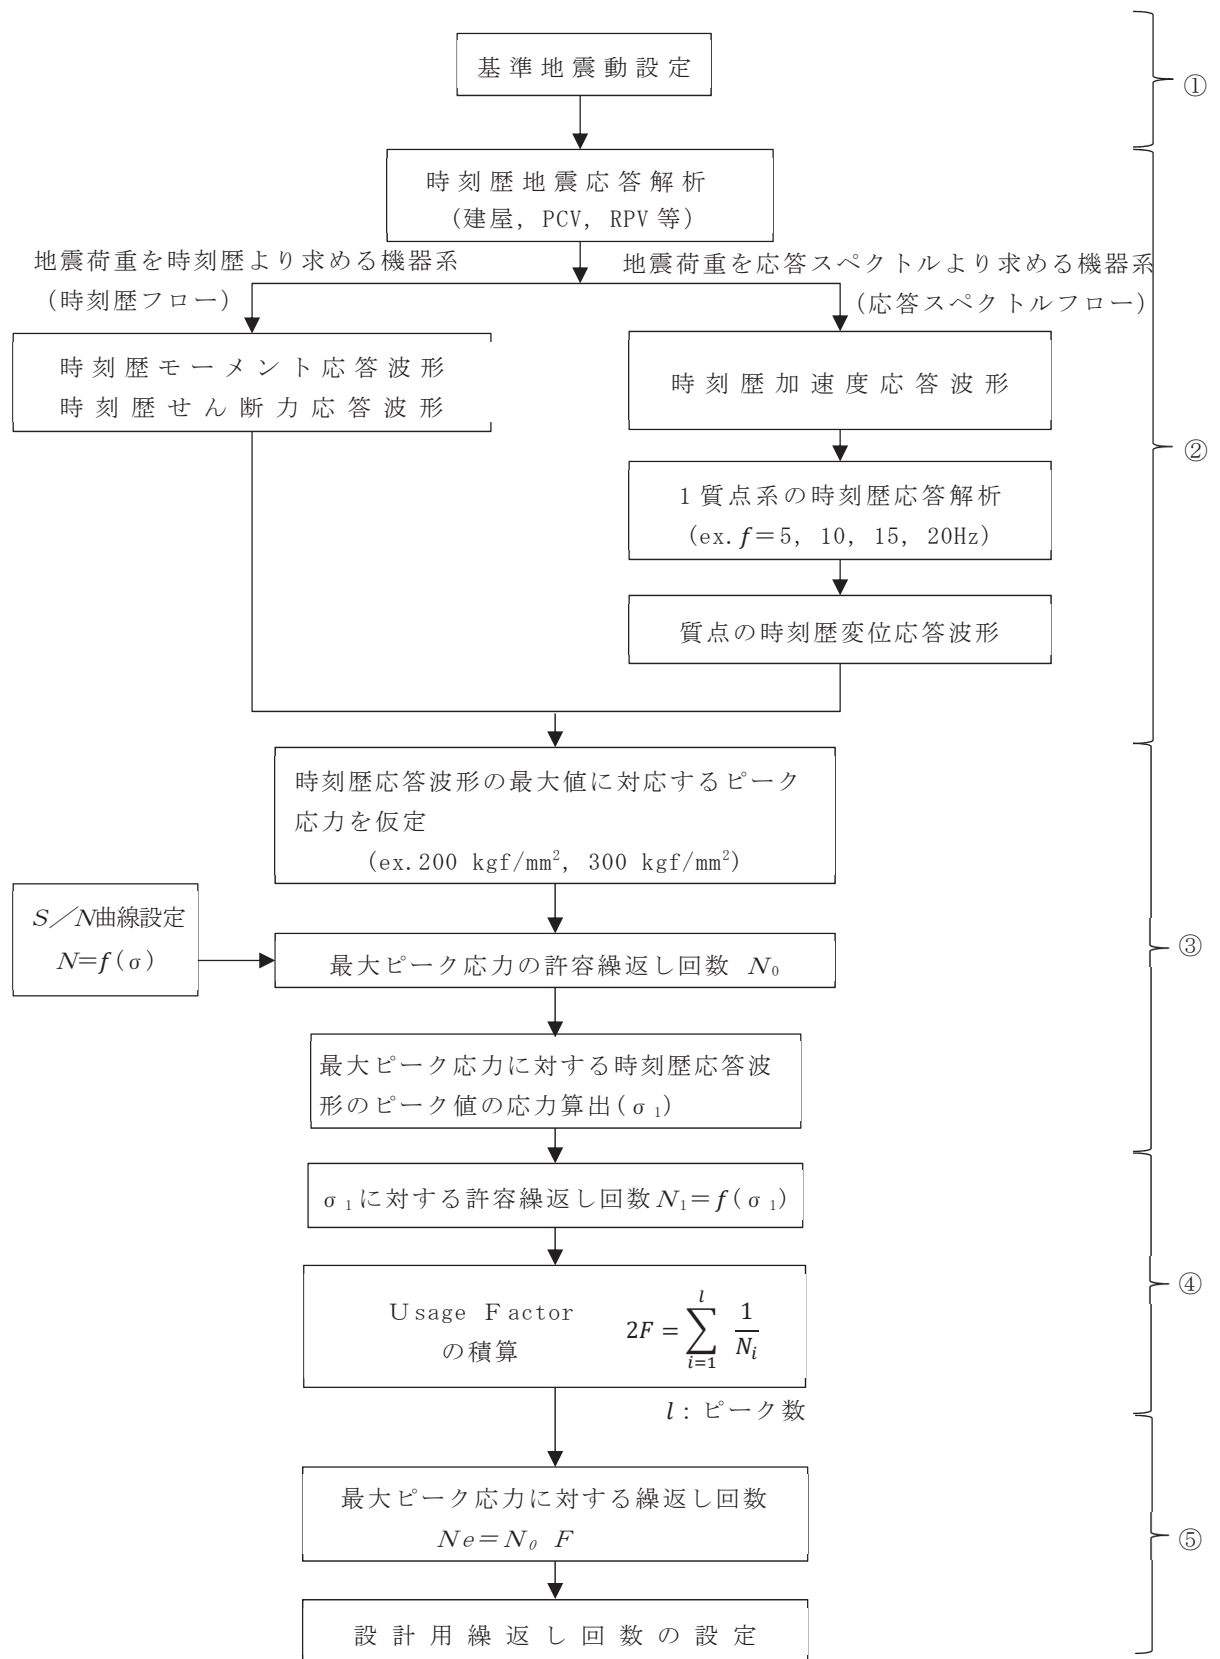 基準地震動設定
①
時刻歴地震応答解析
(建屋, PCV, RPV 等)
地震荷重を時刻歴より求める機器系
(時刻歴フロー)
地震荷重を応答スペクトルより求める機器系
(応答スペクトルフロー)
時刻歴モーメント応答波形
時刻歴せん断力応答波形
時刻歴加速度応答波形
②
1 質点系の時刻歴応答解析
(ex. f＝5, 10, 15, 20Hz)
質点の時刻歴変位応答波形
時刻歴応答波形の最大値に対応するピーク
応力を仮定
(ex.200 kgf/mm², 300 kgf/mm²)
S／N曲線設定
N=f(σ)
最大ピーク応力の許容繰返し回数 N₀
③
最大ピーク応力に対する時刻歴応答波
形のピーク値の応力算出(σ₁)
σ₁に対する許容繰返し回数N₁＝f(σ₁)
Usage Factor
の積算
2F = \sum_{i=1}^{l} \frac{1}{N_i}
④
l : ピーク数
最大ピーク応力に対する繰返し回数
Ne＝N₀ F
⑤
設計用繰返し回数の設定